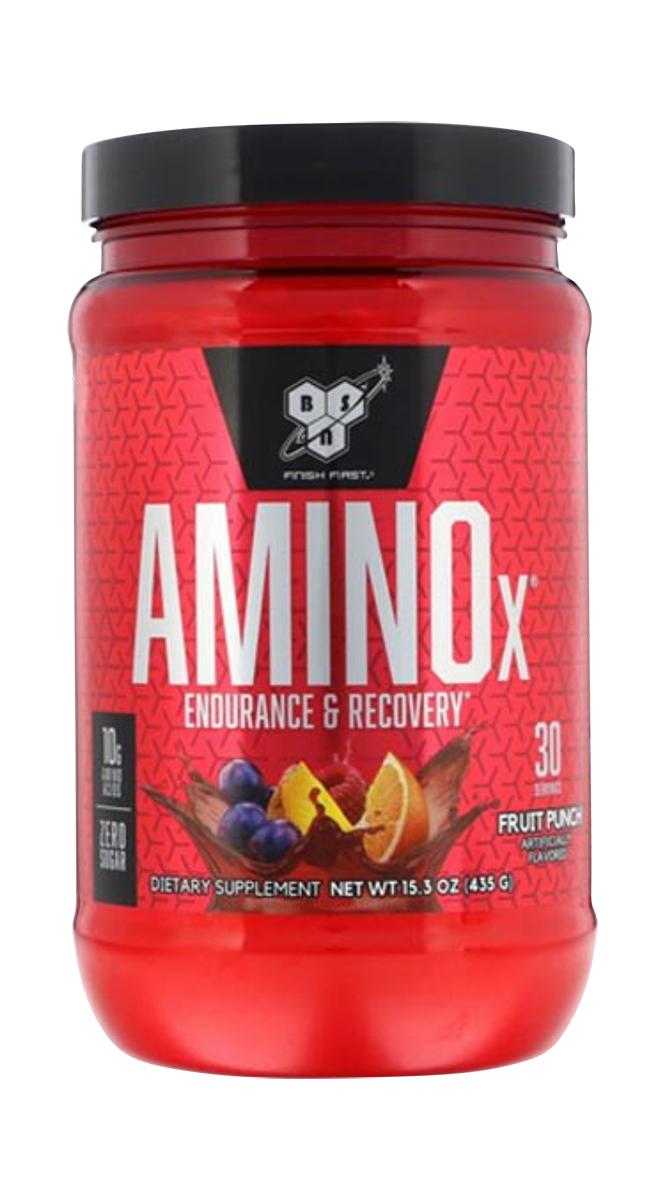 B S
N
FINISH FIRST.®
AMINOx®
ENDURANCE & RECOVERY*
10G
AMINO
ACIDS
ZERO
SUGAR
30
SERVINGS
FRUIT PUNCH
ARTIFICIALLY
FLAVORED
DIETARY SUPPLEMENT NET WT 15.3 OZ (435 G)